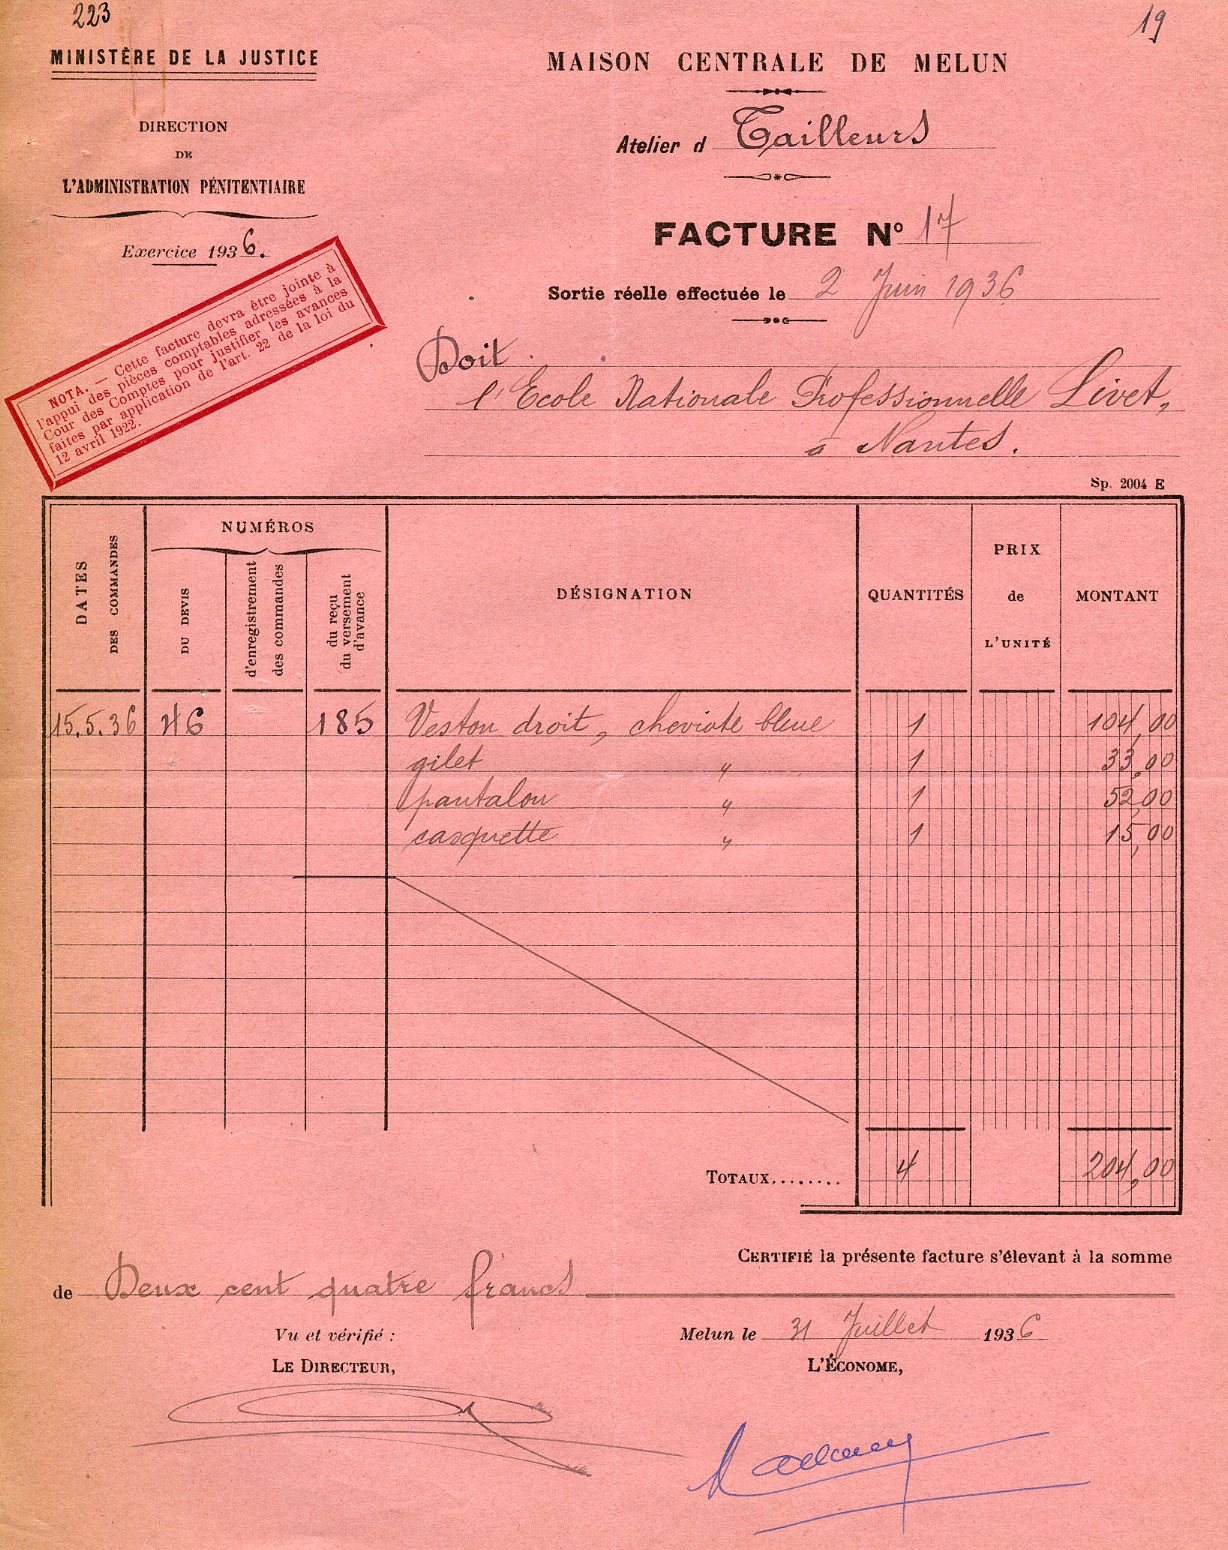 223
19
MINISTÈRE DE LA JUSTICE
DIRECTION
DE
L'ADMINISTRATION PÉNITENTIAIRE
Exercice 1936.
NOTA. — Cette facture devra être jointe à
l'appui des pièces comptables adressées à la
Cour des Comptes pour justifier les avances
faites par application de l'art. 22 de la loi du
12 avril 1922.
MAISON CENTRALE DE MELUN
Atelier d Tailleurs
FACTURE N° 17
Sortie réelle effectuée le 2 Juin 1936
Doit
l'Ecole Nationale Professionnelle Livet,
à Nantes.
Sp. 2004 E
DATES
DES COMMANDES
NUMÉROS
DU DEVIS
d'enregistrement
des commandes
du reçu
du versement
d'avance
DÉSIGNATION
QUANTITÉS
PRIX
de
L'UNITÉ
MONTANT
15.5.36 46 185 Veston droit, cheviote bleue 1 104,00
gilet " 1 33,00
pantalon " 1 52,00
casquette " 1 15,00
TOTAUX........ 4 204,00
CERTIFIÉ la présente facture s'élevant à la somme
de Deux cent quatre francs
Vu et vérifié :
LE DIRECTEUR,
Melun le 31 Juillet 1936
L'ÉCONOME,